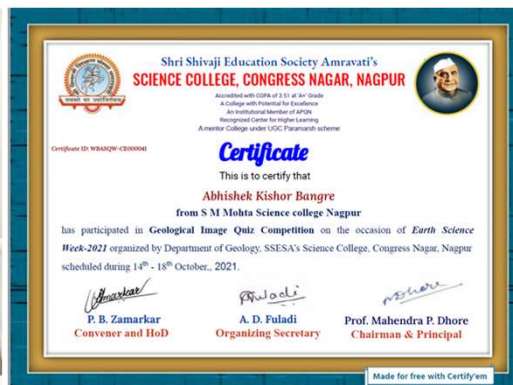 Shri Shivaji Education Society Amravati's
SCIENCE COLLEGE, CONGRESS NAGAR, NAGPUR
Accredited with CGPA of 3.51 at 'A+' Grade
A College with Potential for Excellence
An Institutional Member of APQN
Recognized Center for Higher Learning
A mentor College under UGC Paramarsh scheme
Certificate
This is to certify that
Abhishek Kishor Bangre
from S M Mohta Science college Nagpur
has participated in Geological Image Quiz Competition on the occasion of Earth Science
Week-2021 organized by Department of Geology, SSESA's Science College, Congress Nagar, Nagpur
scheduled during 14th - 18th October., 2021.
P. B. Zamarkar
Convener and HoD
A. D. Fuladi
Organizing Secretary
Prof. Mahendra P. Dhore
Chairman & Principal
Made for free with Certify'em